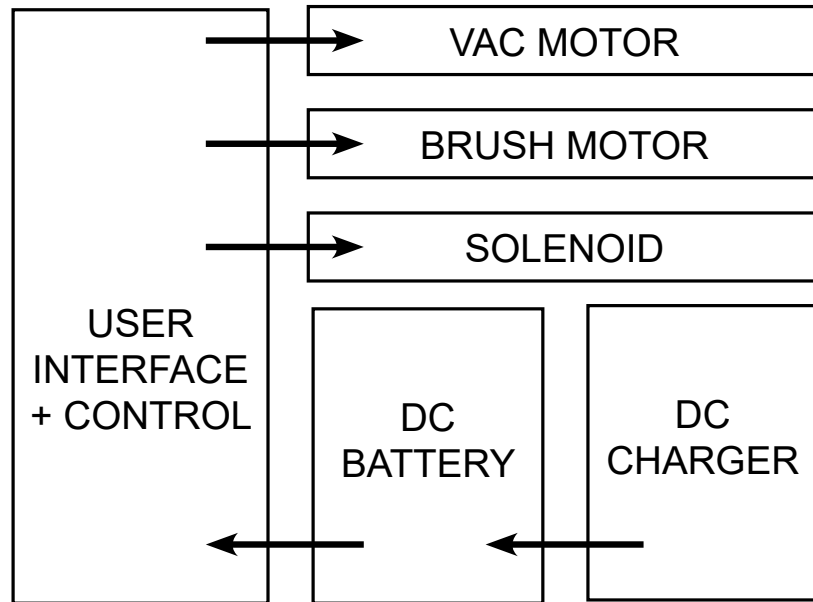 VAC MOTOR
BRUSH MOTOR
SOLENOID
USER
INTERFACE
+ CONTROL
DC
BATTERY
DC
CHARGER